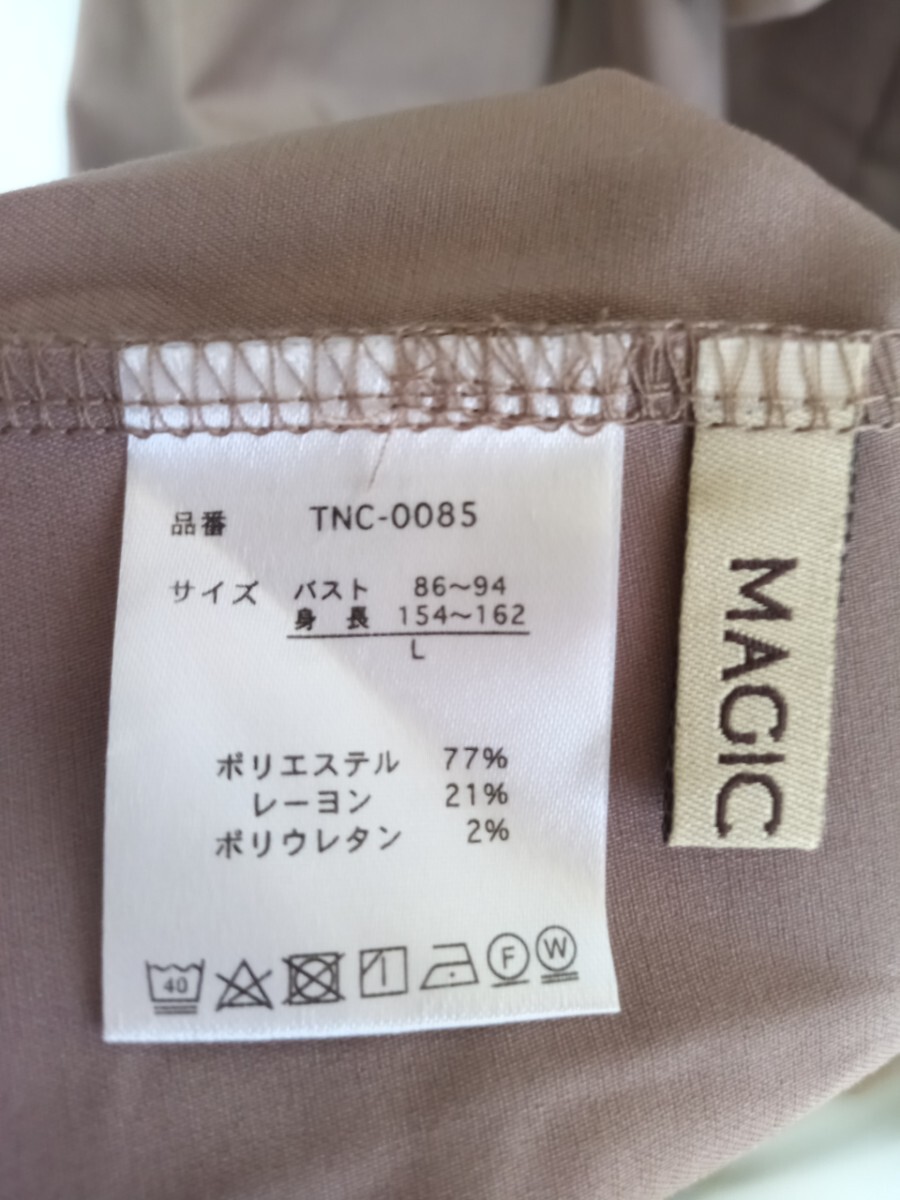 品番 TNC-0085
サイズ バスト 86～94
身長 154～162
L
ポリエステル 77%
レーヨン 21%
ポリウレタン 2%
40 F W
MAGIC